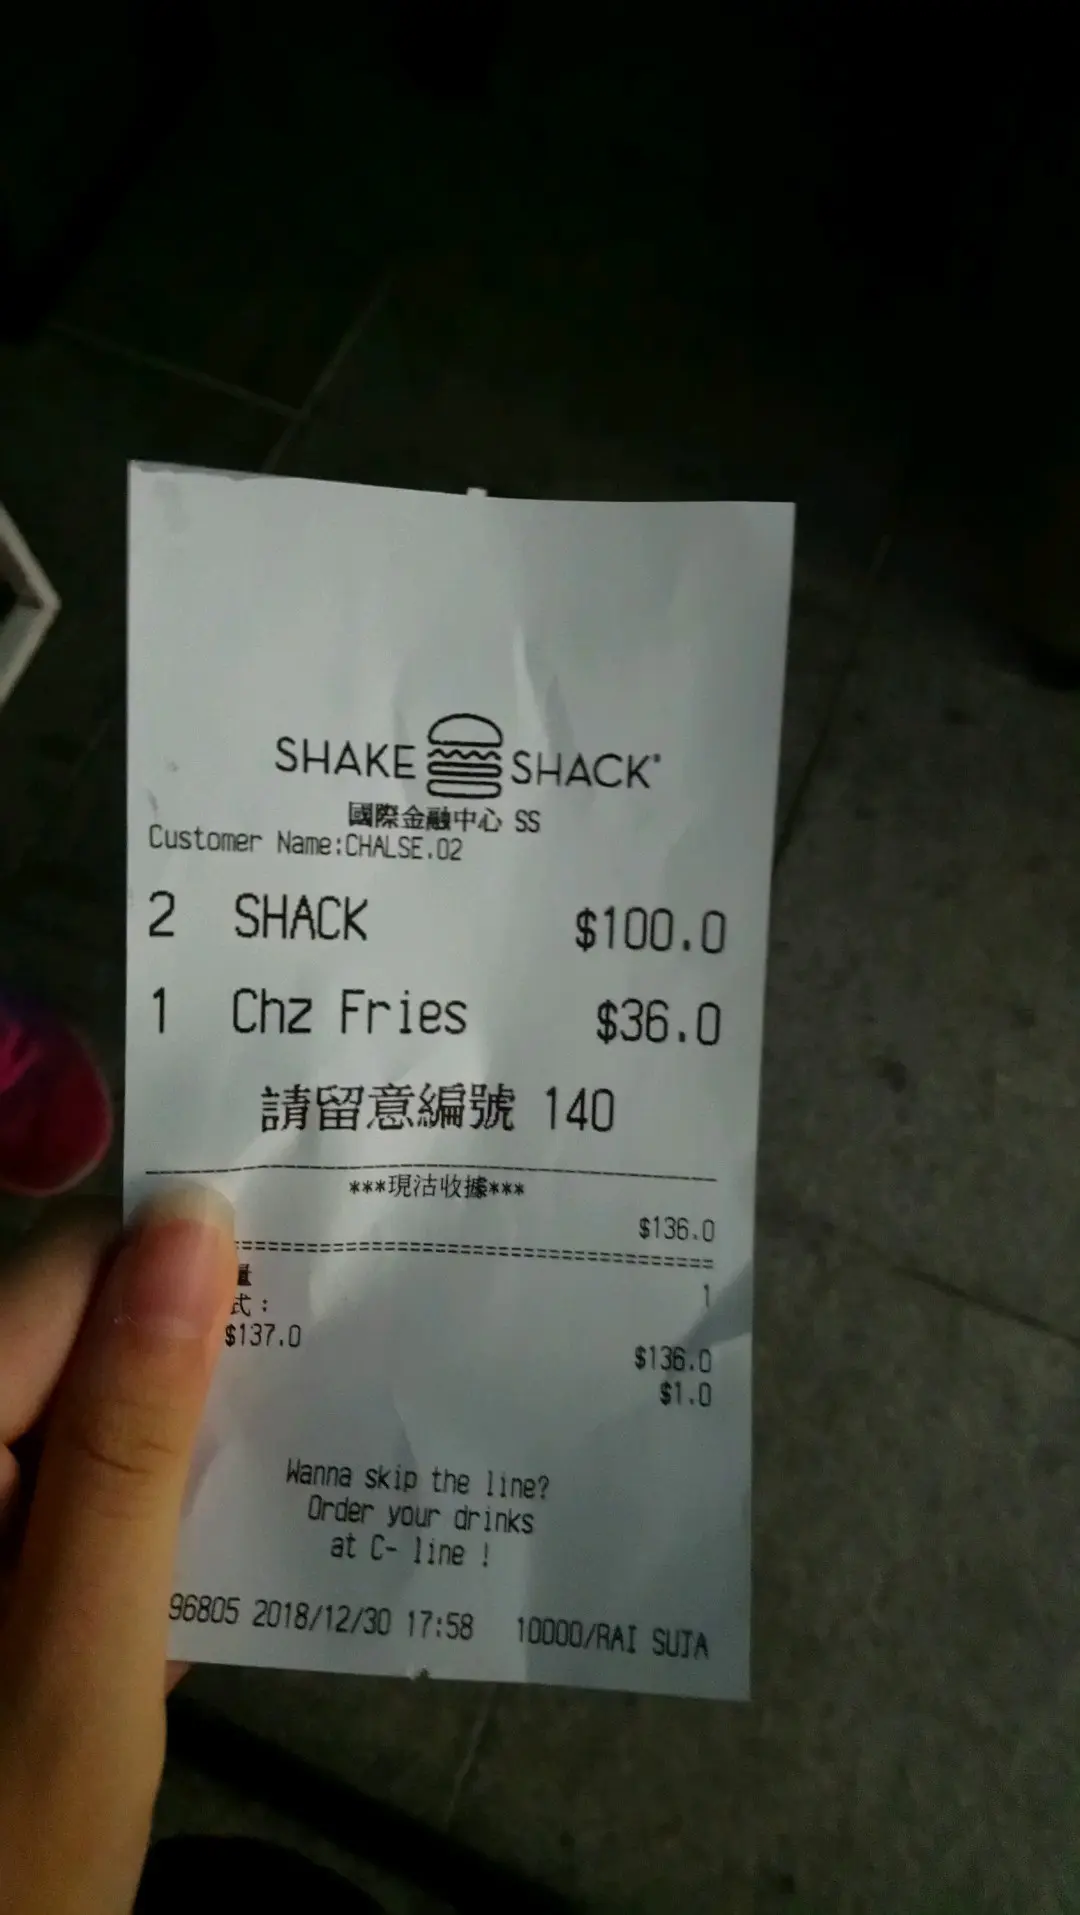 SHAKE SHACK
國際金融中心 SS
Customer Name:CHALSE.02
2 SHACK $100.0
1 Chz Fries $36.0
請留意編號 140
***現沽收據***
$136.0
量 1
式:
$137.0 $136.0
$1.0
Wanna skip the line?
Order your drinks
at C- line !
96805 2018/12/30 17:58 10000/RAI SUJA